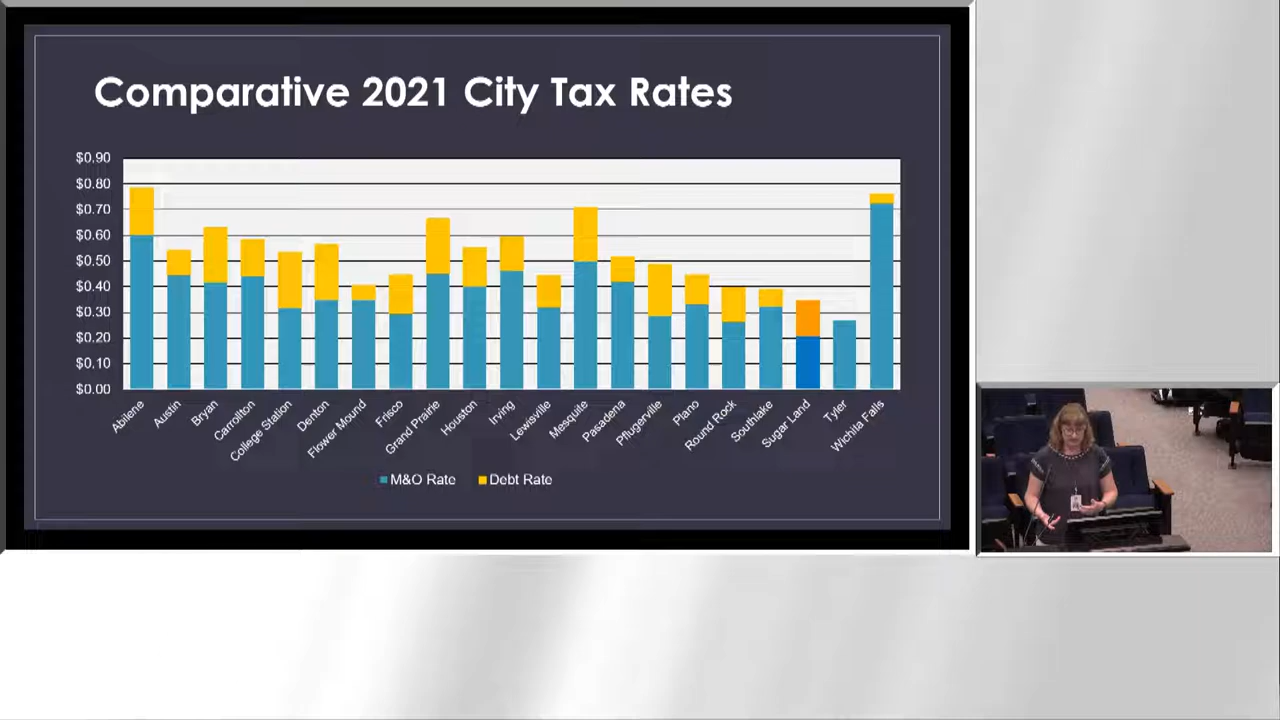 Comparative 2021 City Tax Rates
$0.90
$0.80
$0.70
$0.60
$0.50
$0.40
$0.30
$0.20
$0.10
$0.00
Abilene
Austin
Bryan
Carrollton
College Station
Denton
Flower Mound
Frisco
Grand Prairie
Houston
Irving
Lewisville
Mesquite
Pasadena
Pflugerville
Plano
Round Rock
Southlake
Sugar Land
Tyler
Wichita Falls
M&O Rate
Debt Rate